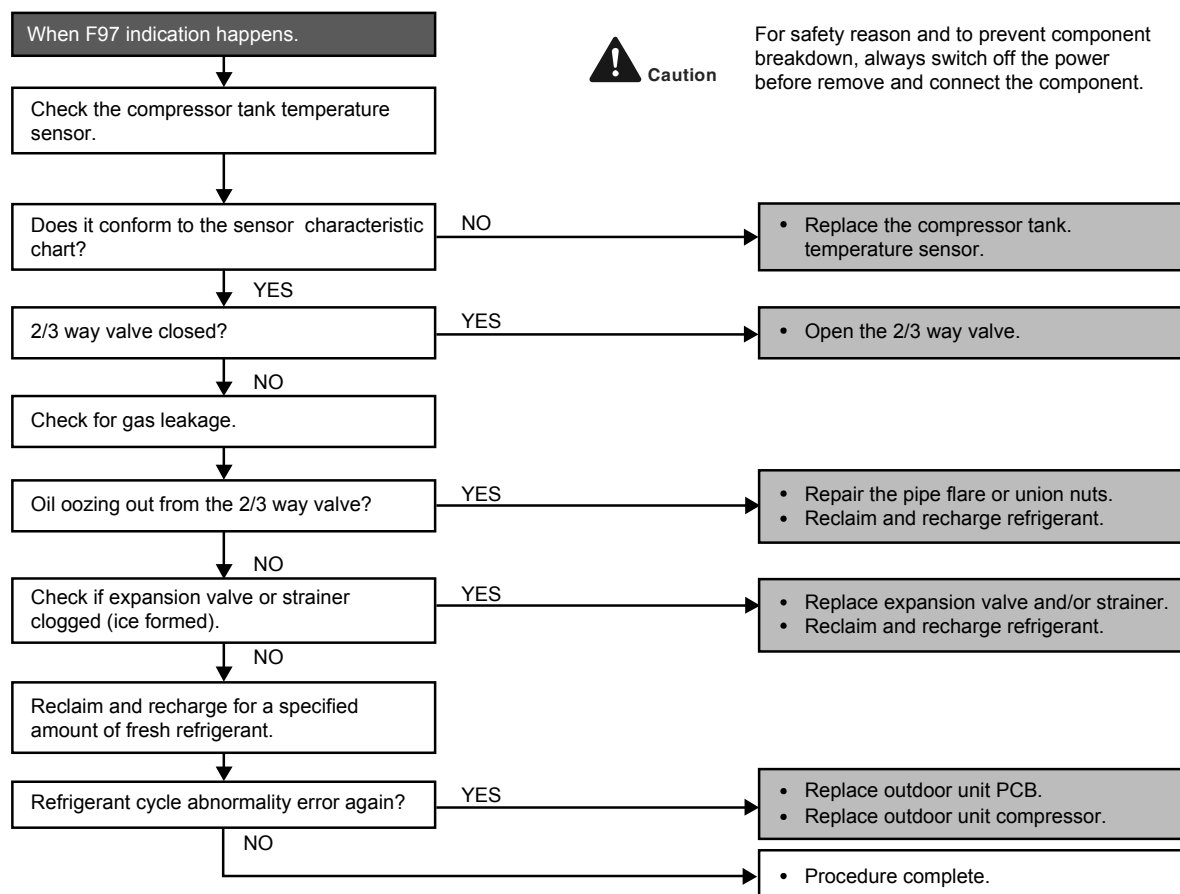 When F97 indication happens.
Caution
For safety reason and to prevent component
breakdown, always switch off the power
before remove and connect the component.
Check the compressor tank temperature
sensor.
Does it conform to the sensor characteristic
chart?
NO
• Replace the compressor tank.
temperature sensor.
YES
2/3 way valve closed?
YES
• Open the 2/3 way valve.
NO
Check for gas leakage.
Oil oozing out from the 2/3 way valve?
YES
• Repair the pipe flare or union nuts.
• Reclaim and recharge refrigerant.
NO
Check if expansion valve or strainer
clogged (ice formed).
YES
• Replace expansion valve and/or strainer.
• Reclaim and recharge refrigerant.
NO
Reclaim and recharge for a specified
amount of fresh refrigerant.
Refrigerant cycle abnormality error again?
YES
• Replace outdoor unit PCB.
• Replace outdoor unit compressor.
NO
• Procedure complete.